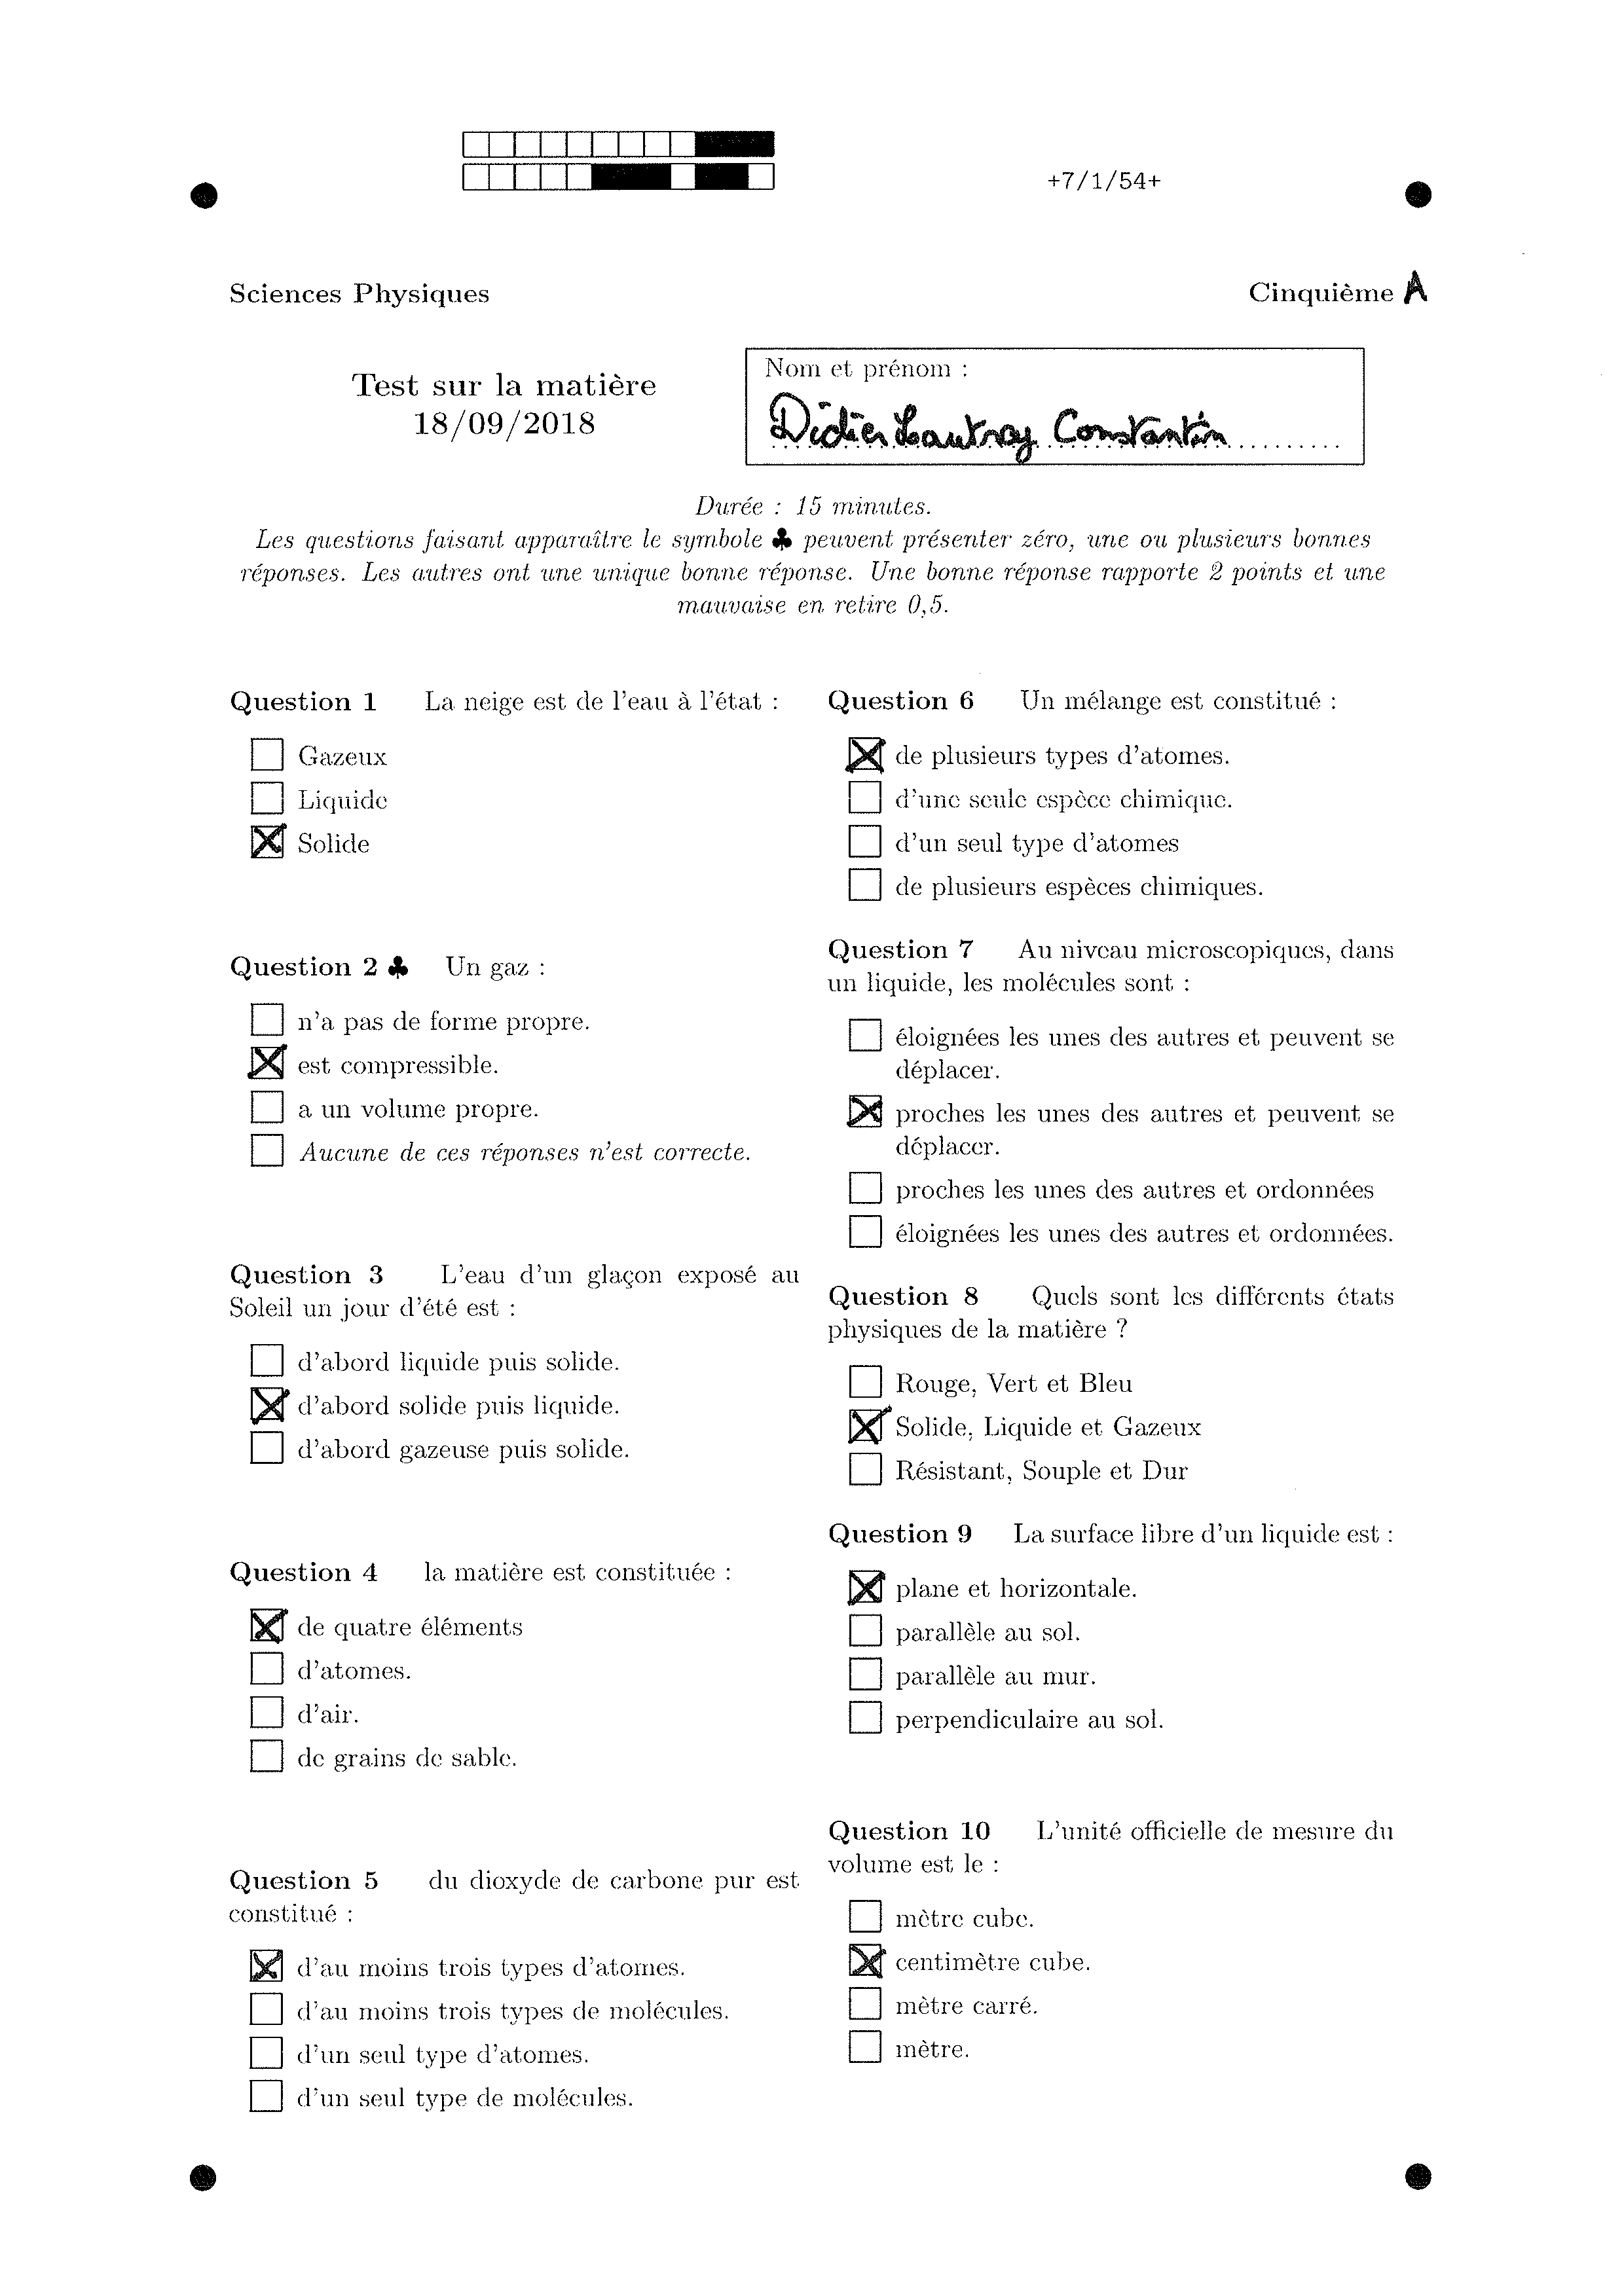 +7/1/54+
Sciences Physiques
Cinquième A
Test sur la matière
18/09/2018
Nom et prénom :
Didier Lautray Constantin
Durée : 15 minutes.
Les questions faisant apparaître le symbole ♣ peuvent présenter zéro, une ou plusieurs bonnes
réponses. Les autres ont une unique bonne réponse. Une bonne réponse rapporte 2 points et une
mauvaise en retire 0,5.
Question 1 La neige est de l'eau à l'état :
Gazeux
Liquide
Solide
Question 2 ♣ Un gaz :
n'a pas de forme propre.
est compressible.
a un volume propre.
Aucune de ces réponses n'est correcte.
Question 3 L'eau d'un glaçon exposé au
Soleil un jour d'été est :
d'abord liquide puis solide.
d'abord solide puis liquide.
d'abord gazeuse puis solide.
Question 4 la matière est constituée :
de quatre éléments
d'atomes.
d'air.
de grains de sable.
Question 5 du dioxyde de carbone pur est
constitué :
d'au moins trois types d'atomes.
d'au moins trois types de molécules.
d'un seul type d'atomes.
d'un seul type de molécules.
Question 6 Un mélange est constitué :
de plusieurs types d'atomes.
d'une seule espèce chimique.
d'un seul type d'atomes
de plusieurs espèces chimiques.
Question 7 Au niveau microscopiques, dans
un liquide, les molécules sont :
éloignées les unes des autres et peuvent se
déplacer.
proches les unes des autres et peuvent se
déplacer.
proches les unes des autres et ordonnées
éloignées les unes des autres et ordonnées.
Question 8 Quels sont les différents états
physiques de la matière ?
Rouge, Vert et Bleu
Solide, Liquide et Gazeux
Résistant, Souple et Dur
Question 9 La surface libre d'un liquide est :
plane et horizontale.
parallèle au sol.
parallèle au mur.
perpendiculaire au sol.
Question 10 L'unité officielle de mesure du
volume est le :
mètre cube.
centimètre cube.
mètre carré.
mètre.